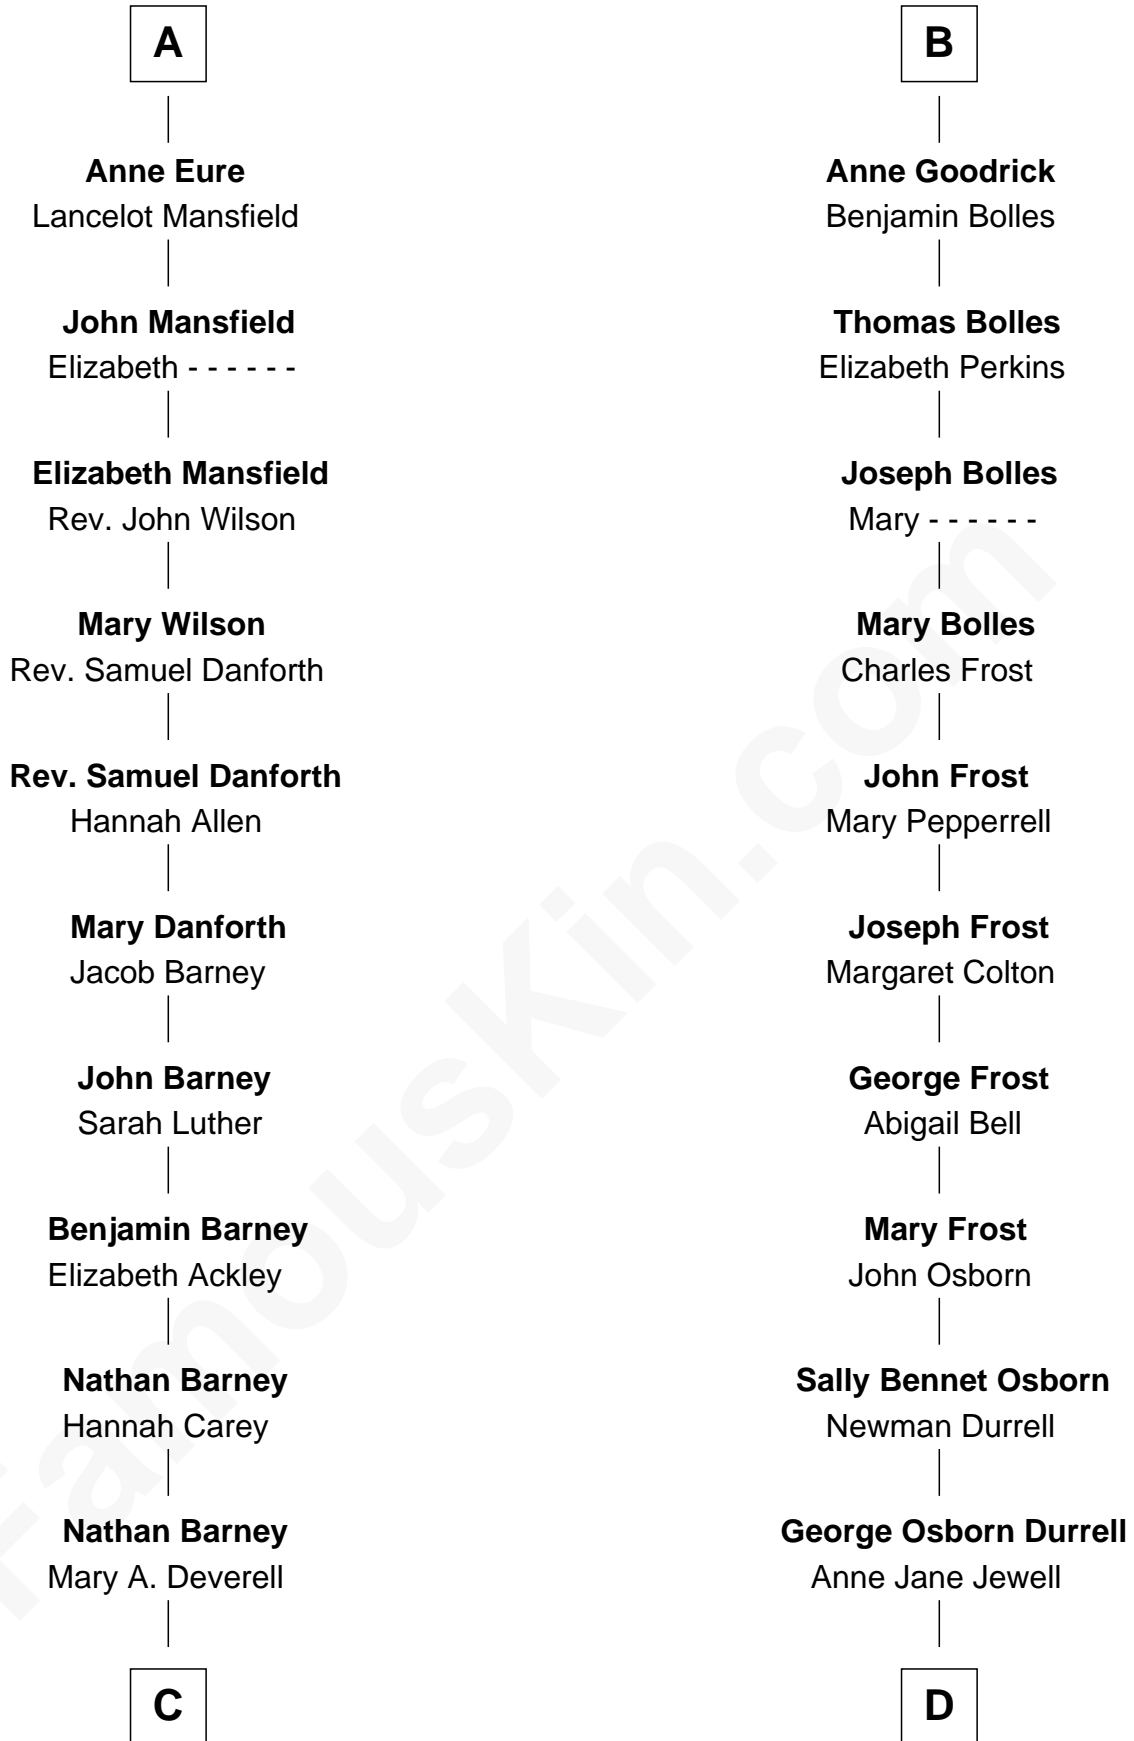 A
Anne Eure
Lancelot Mansfield
John Mansfield
Elizabeth - - - - - -
Elizabeth Mansfield
Rev. John Wilson
Mary Wilson
Rev. Samuel Danforth
Rev. Samuel Danforth
Hannah Allen
Mary Danforth
Jacob Barney
John Barney
Sarah Luther
Benjamin Barney
Elizabeth Ackley
Nathan Barney
Hannah Carey
Nathan Barney
Mary A. Deverell
C
B
Anne Goodrick
Benjamin Bolles
Thomas Bolles
Elizabeth Perkins
Joseph Bolles
Mary - - - - - -
Mary Bolles
Charles Frost
John Frost
Mary Pepperrell
Joseph Frost
Margaret Colton
George Frost
Abigail Bell
Mary Frost
John Osborn
Sally Bennet Osborn
Newman Durrell
George Osborn Durrell
Anne Jane Jewell
D
FamousKin.com